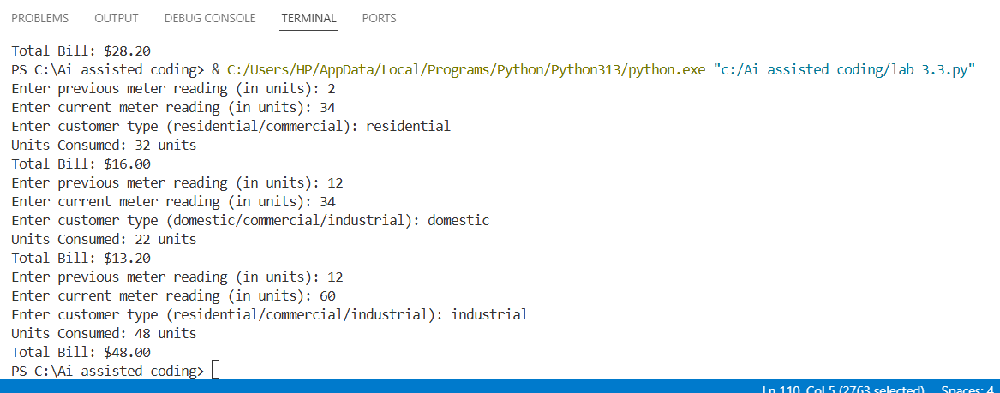 PROBLEMS OUTPUT DEBUG CONSOLE TERMINAL PORTS
Total Bill: $28.20
PS C:\Ai assisted coding> & C:/Users/HP/AppData/Local/Programs/Python/Python313/python.exe "c:/Ai assisted coding/lab 3.3.py"
Enter previous meter reading (in units): 2
Enter current meter reading (in units): 34
Enter customer type (residential/commercial): residential
Units Consumed: 32 units
Total Bill: $16.00
Enter previous meter reading (in units): 12
Enter current meter reading (in units): 34
Enter customer type (domestic/commercial/industrial): domestic
Units Consumed: 22 units
Total Bill: $13.20
Enter previous meter reading (in units): 12
Enter current meter reading (in units): 60
Enter customer type (residential/commercial/industrial): industrial
Units Consumed: 48 units
Total Bill: $48.00
PS C:\Ai assisted coding>
Ln 110, Col 5 (2763 selected) Spaces: 4